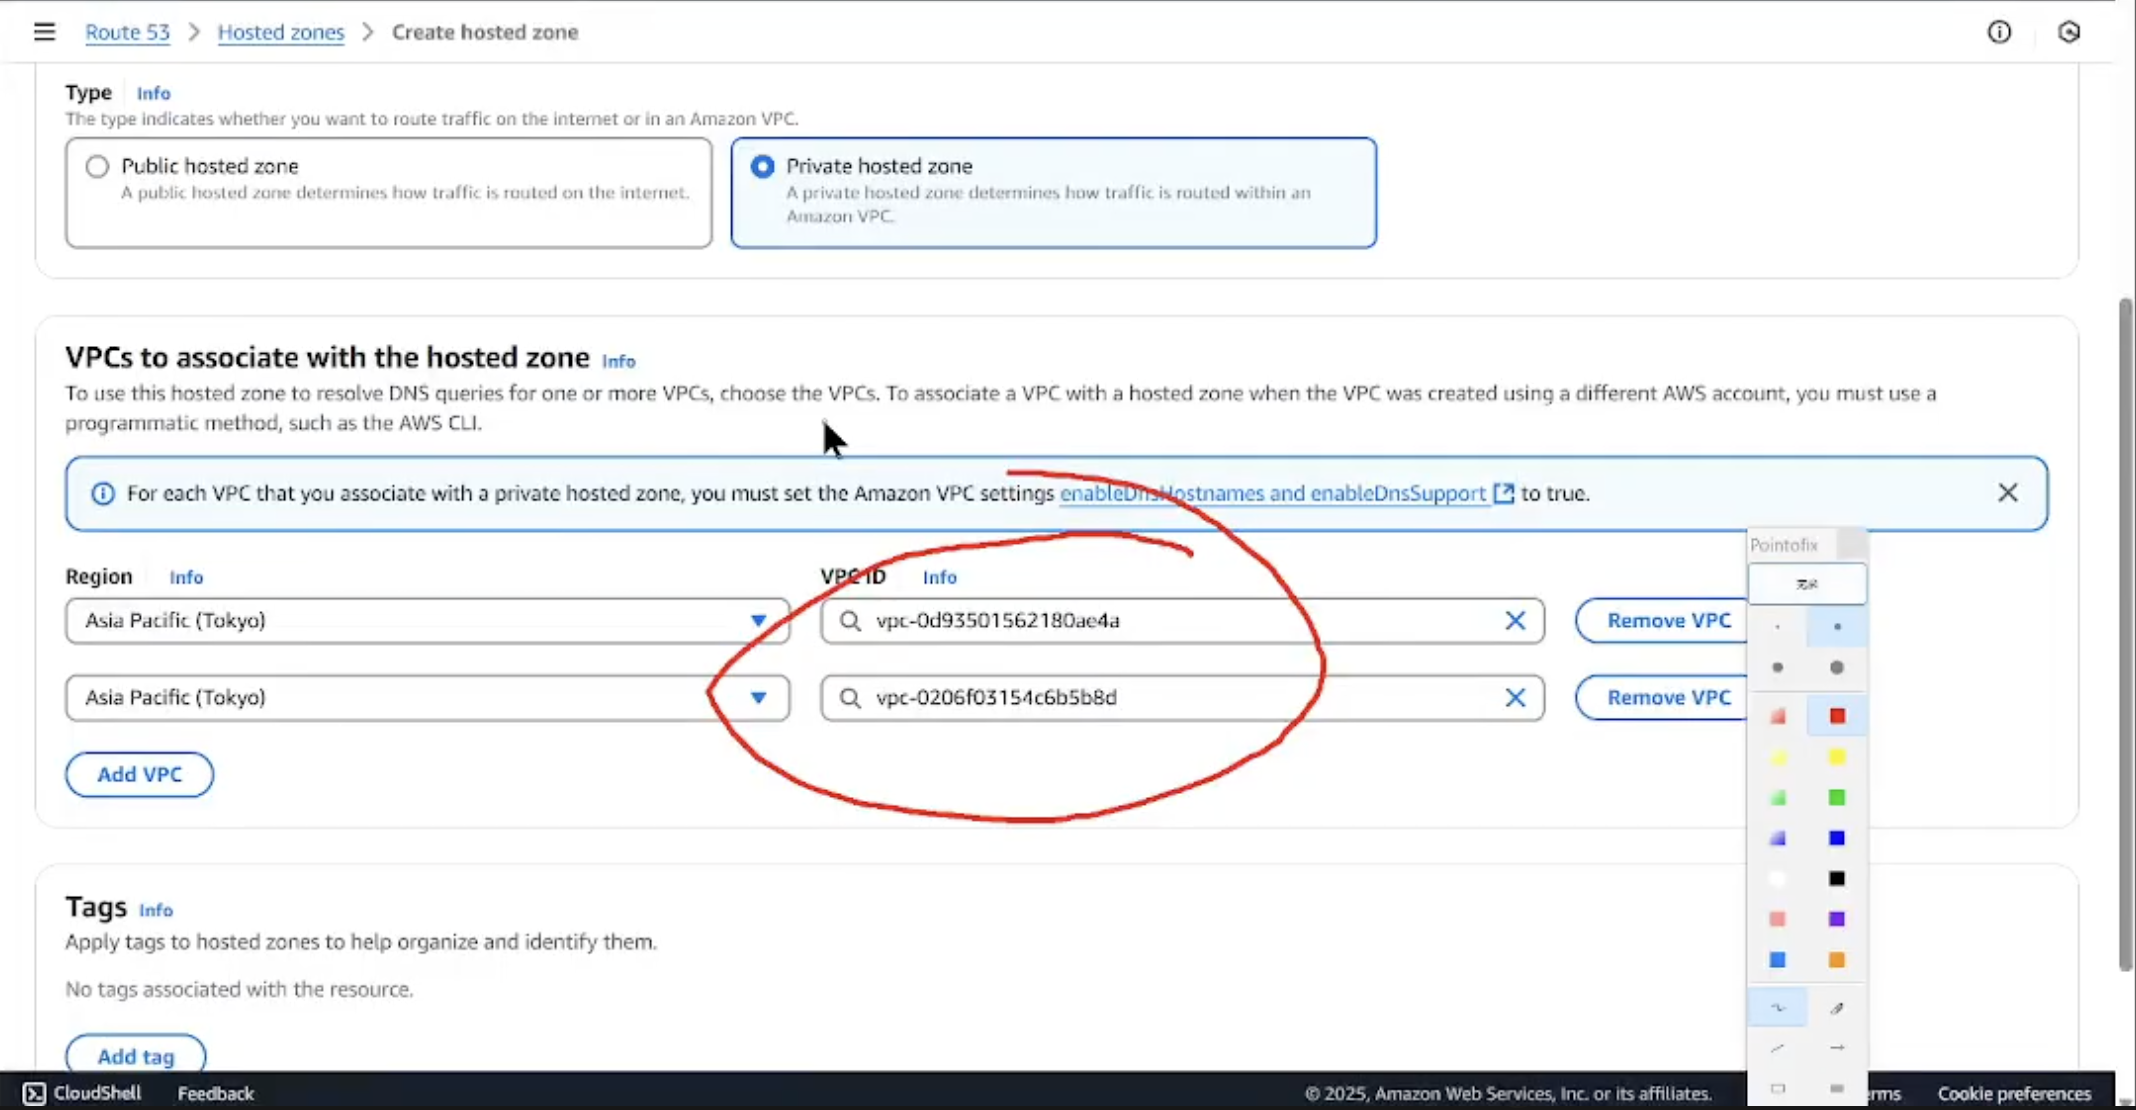 Route 53 > Hosted zones > Create hosted zone
Type Info
The type indicates whether you want to route traffic on the internet or in an Amazon VPC.
Public hosted zone
A public hosted zone determines how traffic is routed on the internet.
Private hosted zone
A private hosted zone determines how traffic is routed within an
Amazon VPC.
VPCs to associate with the hosted zone Info
To use this hosted zone to resolve DNS queries for one or more VPCs, choose the VPCs. To associate a VPC with a hosted zone when the VPC was created using a different AWS account, you must use a
programmatic method, such as the AWS CLI.
For each VPC that you associate with a private hosted zone, you must set the Amazon VPC settings enableDnsHostnames and enableDnsSupport to true.
Pointofix
Region Info
VPC ID Info
Asia Pacific (Tokyo)
vpc-0d93501562180ae4a
Remove VPC
Asia Pacific (Tokyo)
vpc-0206f03154c6b5b8d
Remove VPC
Add VPC
Tags Info
Apply tags to hosted zones to help organize and identify them.
No tags associated with the resource.
Add tag
CloudShell Feedback
© 2025, Amazon Web Services, Inc. or its affiliates.
Cookie preferences